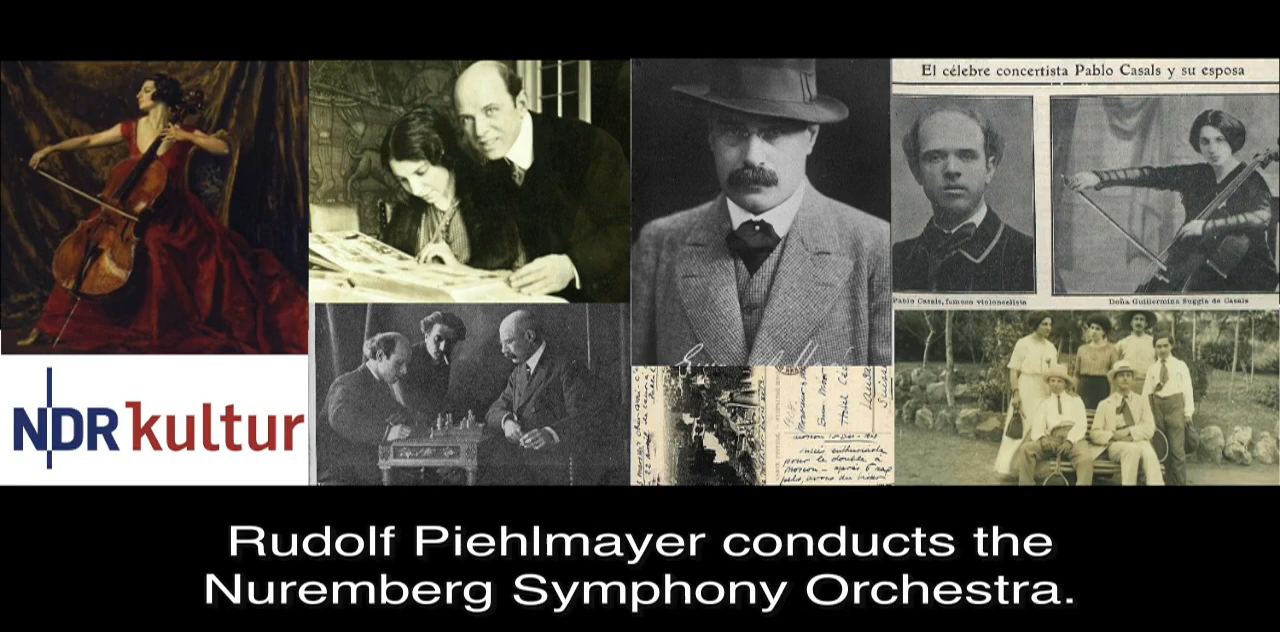 El célebre concertista Pablo Casals y su esposa
Pablo Casals, famoso violoncelista
Doña Guillermina Suggia de Casals
NDR kultur
Rudolf Piehlmayer conducts the
Nuremberg Symphony Orchestra.